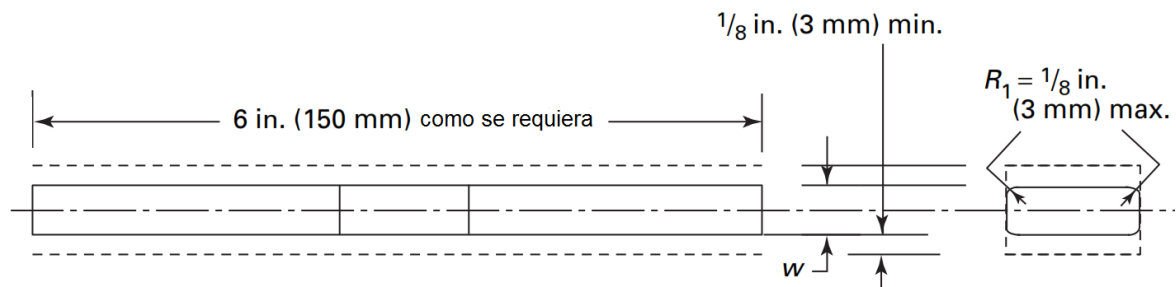 1/8 in. (3 mm) min.
R1 = 1/8 in.
(3 mm) max.
6 in. (150 mm) como se requiera
w